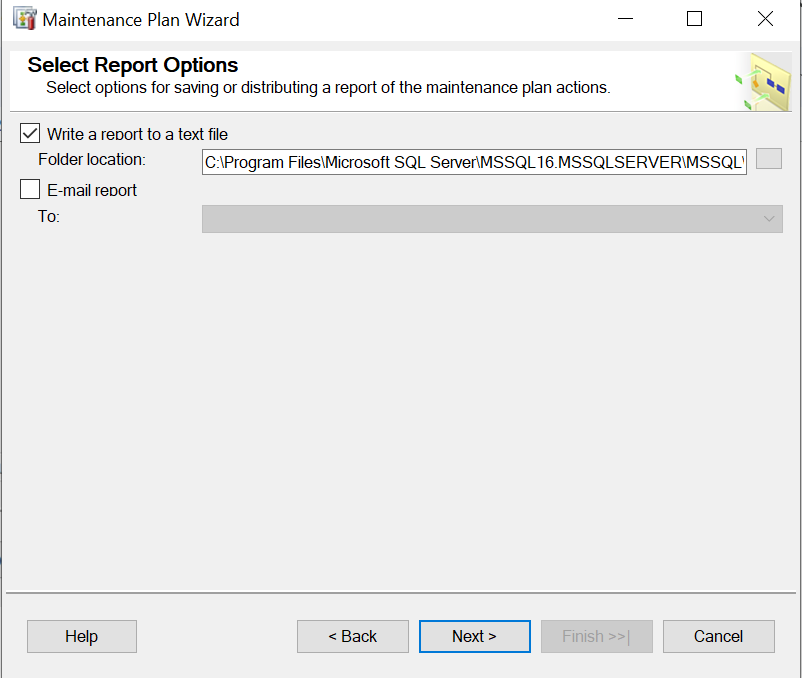 Maintenance Plan Wizard
Select Report Options
Select options for saving or distributing a report of the maintenance plan actions.
Write a report to a text file
Folder location:
C:\Program Files\Microsoft SQL Server\MSSQL16.MSSQLSERVER\MSSQL\
E-mail report
To:
Help
< Back
Next >
Finish >>|
Cancel